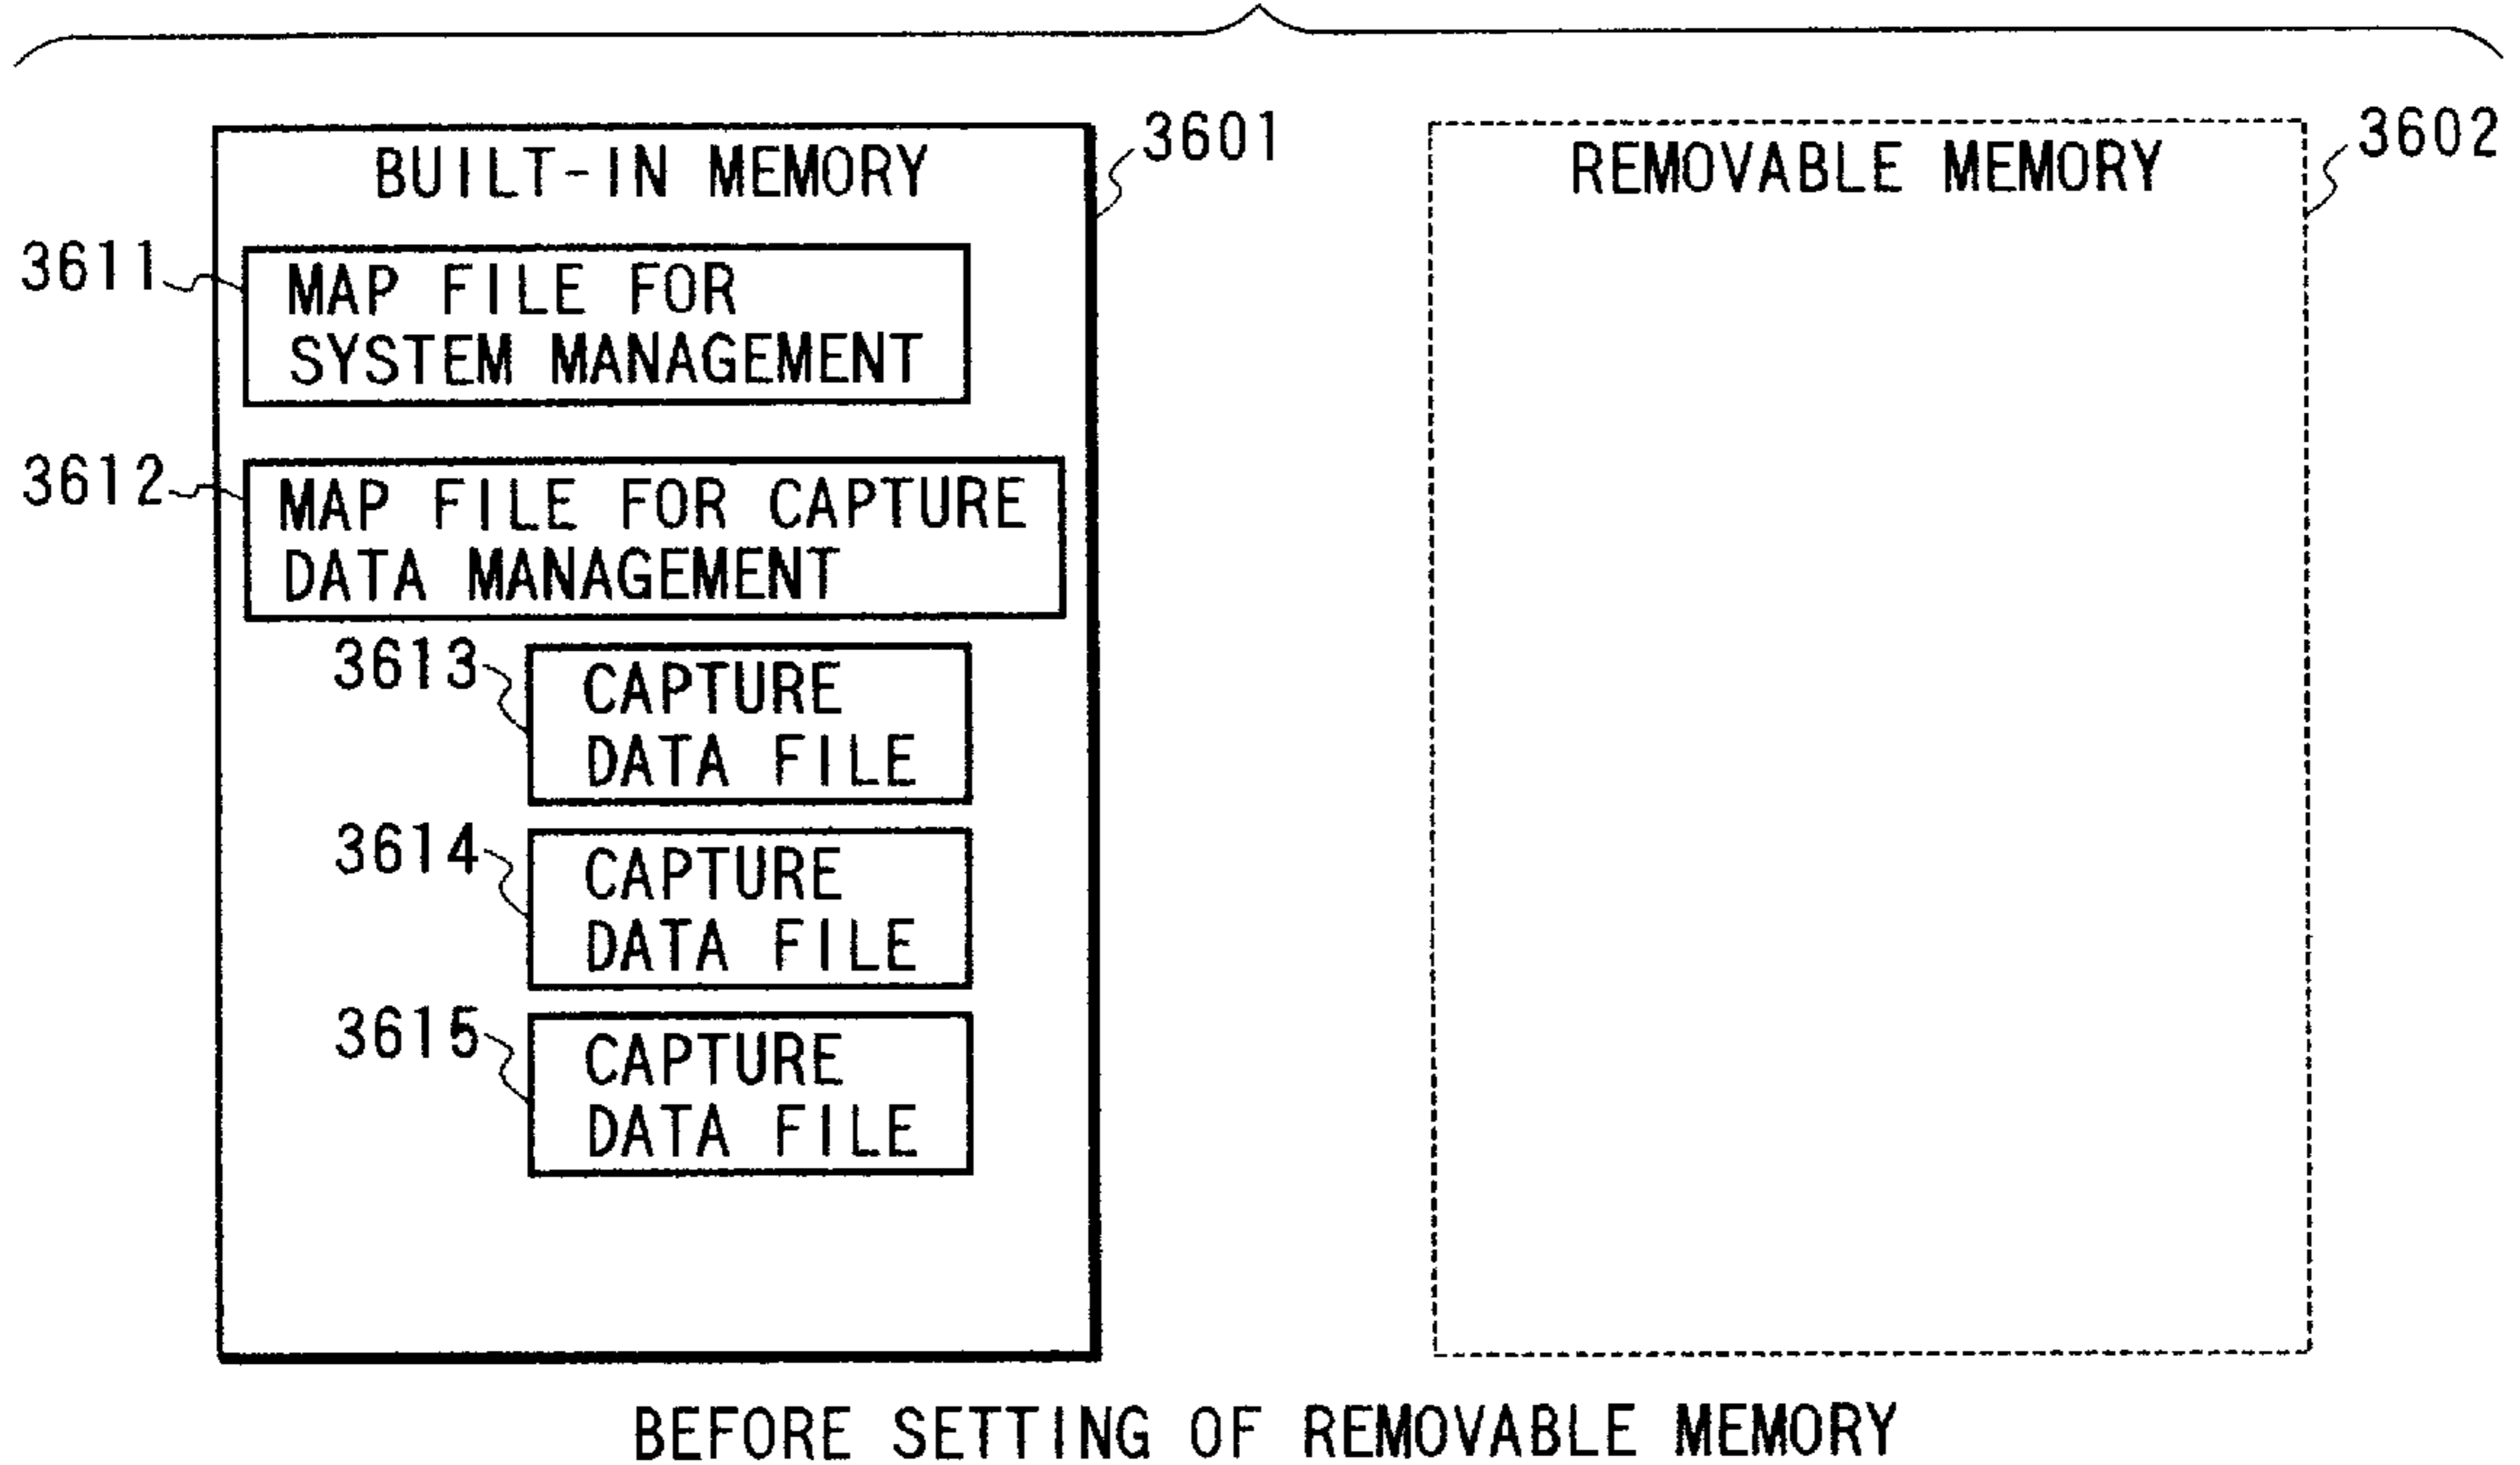 BUILT-IN MEMORY
3601
REMOVABLE MEMORY
3602
3611
MAP FILE FOR
SYSTEM MANAGEMENT
3612
MAP FILE FOR CAPTURE
DATA MANAGEMENT
3613
CAPTURE
DATA FILE
3614
CAPTURE
DATA FILE
3615
CAPTURE
DATA FILE
BEFORE SETTING OF REMOVABLE MEMORY